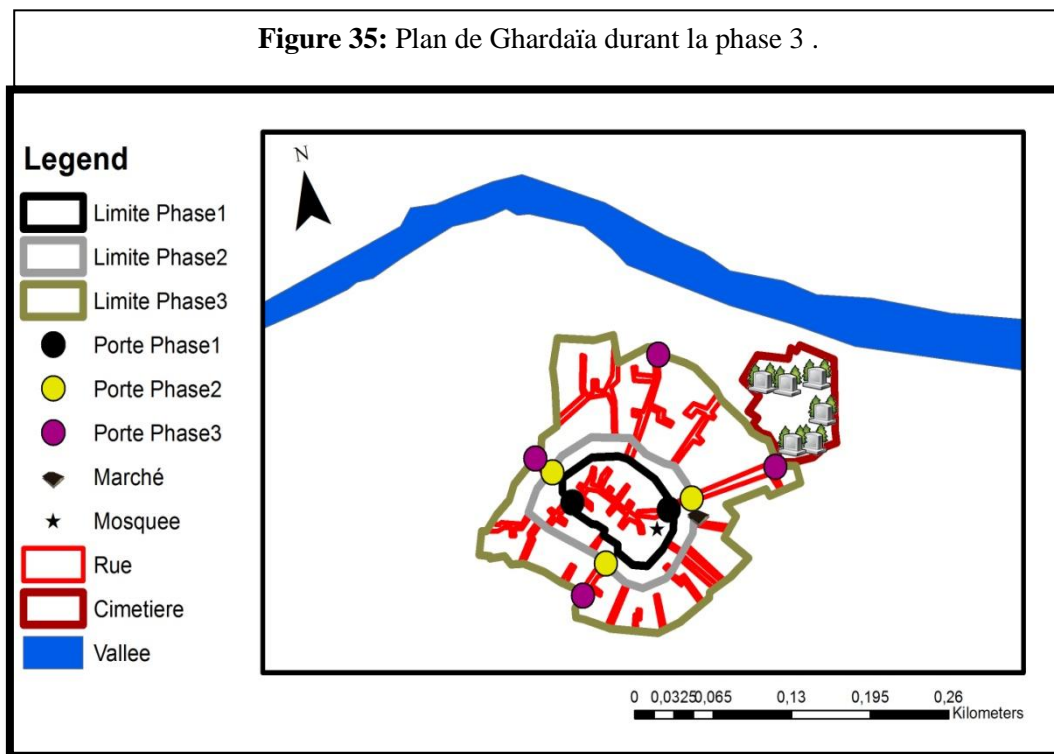 Figure 35: Plan de Ghardaïa durant la phase 3 .
Legend
Limite Phase1
Limite Phase2
Limite Phase3
Porte Phase1
Porte Phase2
Porte Phase3
Marché
Mosquee
Rue
Cimetiere
Vallee
N
0 0,0325 0,065 0,13 0,195 0,26
Kilometers